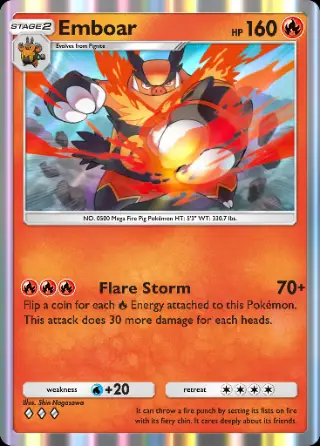 STAGE2 Emboar HP 160
Evolves from Pignite
NO. 0500 Mega Fire Pig Pokémon HT: 5'3" WT: 330.7 lbs.
Flare Storm 70+
Flip a coin for each Energy attached to this Pokémon.
This attack does 30 more damage for each heads.
weakness +20 retreat
Illus. Shin Nagasawa
It can throw a fire punch by setting its fists on fire
with its fiery chin. It cares deeply about its friends.